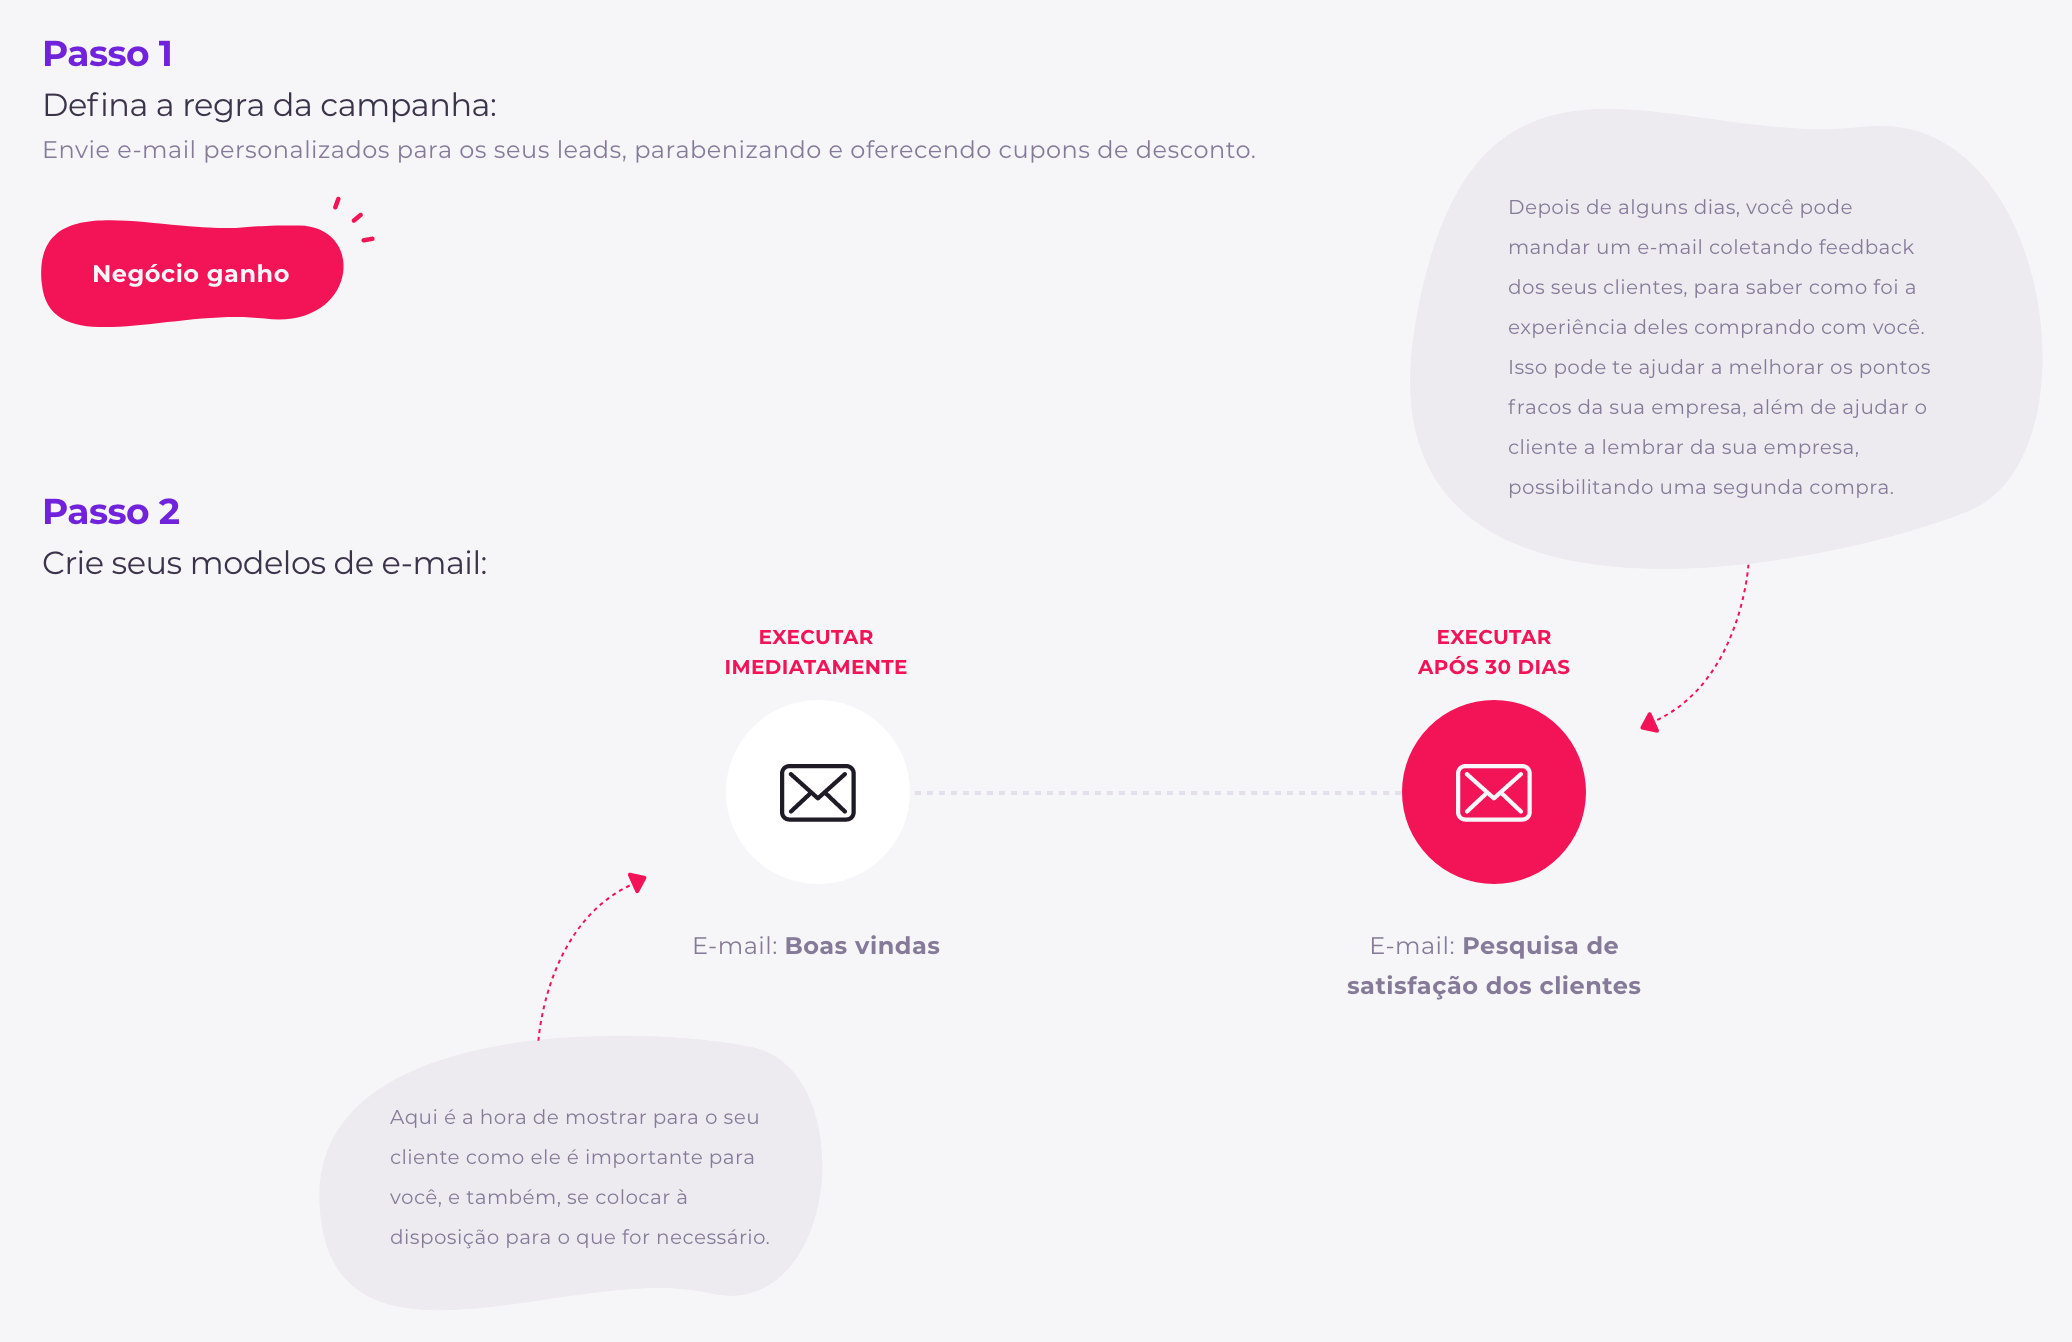 Passo 1
Defina a regra da campanha:
Envie e-mail personalizados para os seus leads, parabenizando e oferecendo cupons de desconto.
Negócio ganho
Depois de alguns dias, você pode
mandar um e-mail coletando feedback
dos seus clientes, para saber como foi a
experiência deles comprando com você.
Isso pode te ajudar a melhorar os pontos
fracos da sua empresa, além de ajudar o
cliente a lembrar da sua empresa,
possibilitando uma segunda compra.
Passo 2
Crie seus modelos de e-mail:
EXECUTAR
IMEDIATAMENTE
E-mail: Boas vindas
EXECUTAR
APÓS 30 DIAS
E-mail: Pesquisa de
satisfação dos clientes
Aqui é a hora de mostrar para o seu
cliente como ele é importante para
você, e também, se colocar à
disposição para o que for necessário.